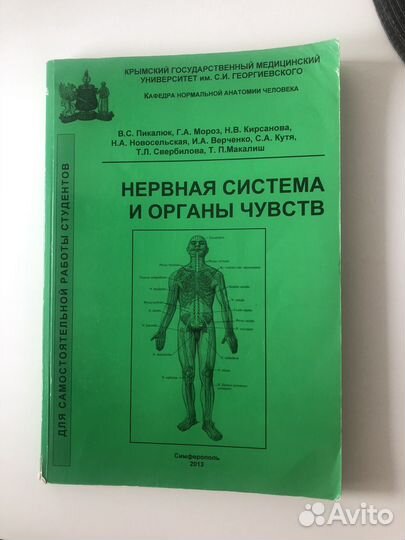 КРЫМСКИЙ ГОСУДАРСТВЕННЫЙ МЕДИЦИНСКИЙ
УНИВЕРСИТЕТ им. С.И. ГЕОРГИЕВСКОГО
КАФЕДРА НОРМАЛЬНОЙ АНАТОМИИ ЧЕЛОВЕКА
В.С. Пикалюк, Г.А. Мороз, Н.В. Кирсанова,
Н.А. Новосельская, И.А. Верченко, С.А. Кутя,
Т.Л. Свербилова, Т. П.Макалиш
НЕРВНАЯ СИСТЕМА
И ОРГАНЫ ЧУВСТВ
ДЛЯ САМОСТОЯТЕЛЬНОЙ РАБОТЫ СТУДЕНТОВ
Симферополь
2013
Avito